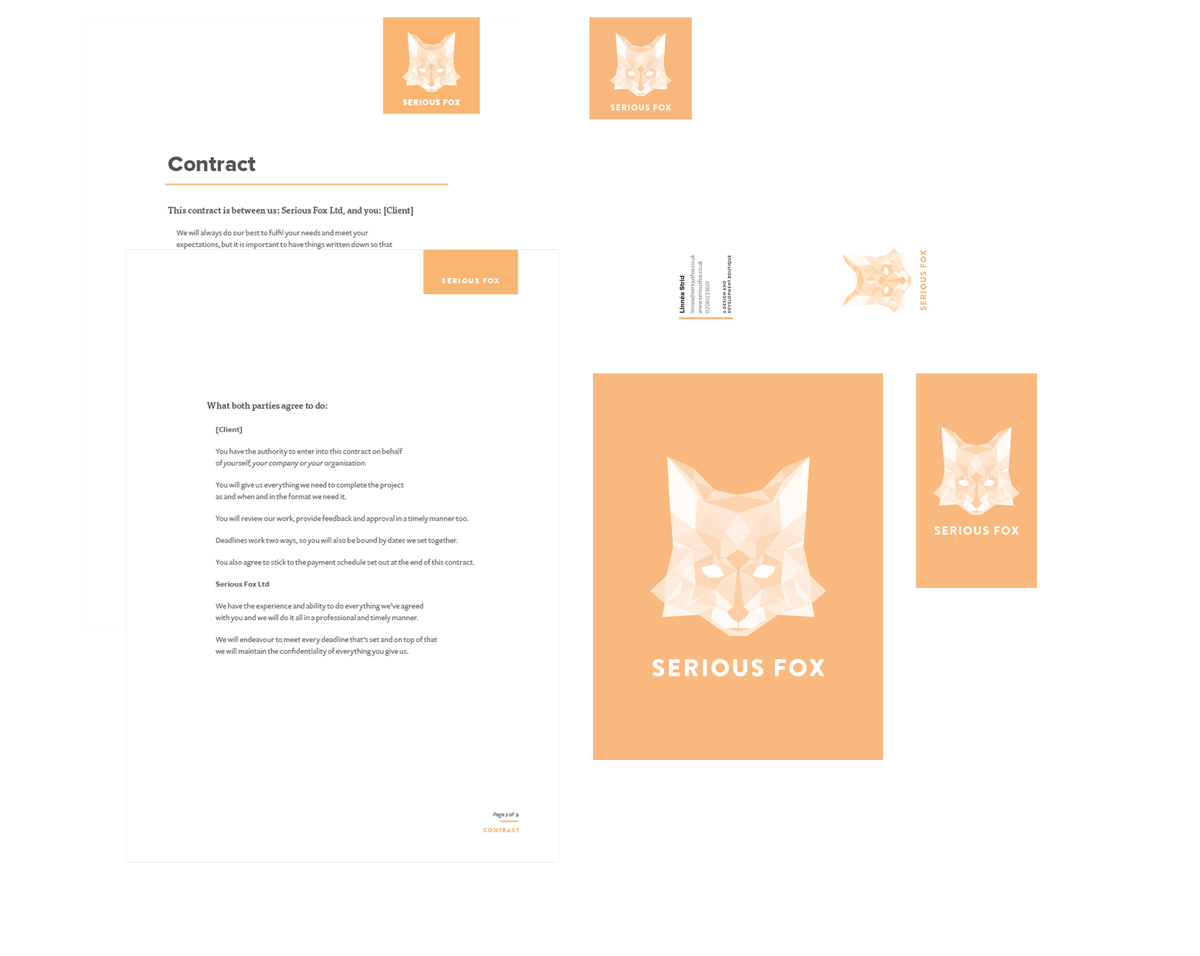 SERIOUS FOX
SERIOUS FOX
Contract
This contract is between us: Serious Fox Ltd, and you: [Client]
We will always do our best to fulfil your needs and meet your
expectations, but it is important to have things written down so that
SERIOUS FOX
What both parties agree to do:
[Client]
You have the authority to enter into this contract on behalf
of yourself, your company or your organisation.
You will give us everything we need to complete the project
as and when and in the format we need it.
You will review our work, provide feedback and approval in a timely manner too.
Deadlines work two ways, so you will also be bound by dates we set together.
You also agree to stick to the payment schedule set out at the end of this contract.
Serious Fox Ltd
We have the experience and ability to do everything we've agreed
with you and we will do it all in a professional and timely manner.
We will endeavour to meet every deadline that's set and on top of that
we will maintain the confidentiality of everything you give us.
Page 2 of 9
CONTRACT
Linnéa Strid
linnea@seriousfox.co.uk
www.seriousfox.co.uk
02081233601
A DESIGN AND
DEVELOPMENT BOUTIQUE
SERIOUS FOX
SERIOUS FOX
SERIOUS FOX